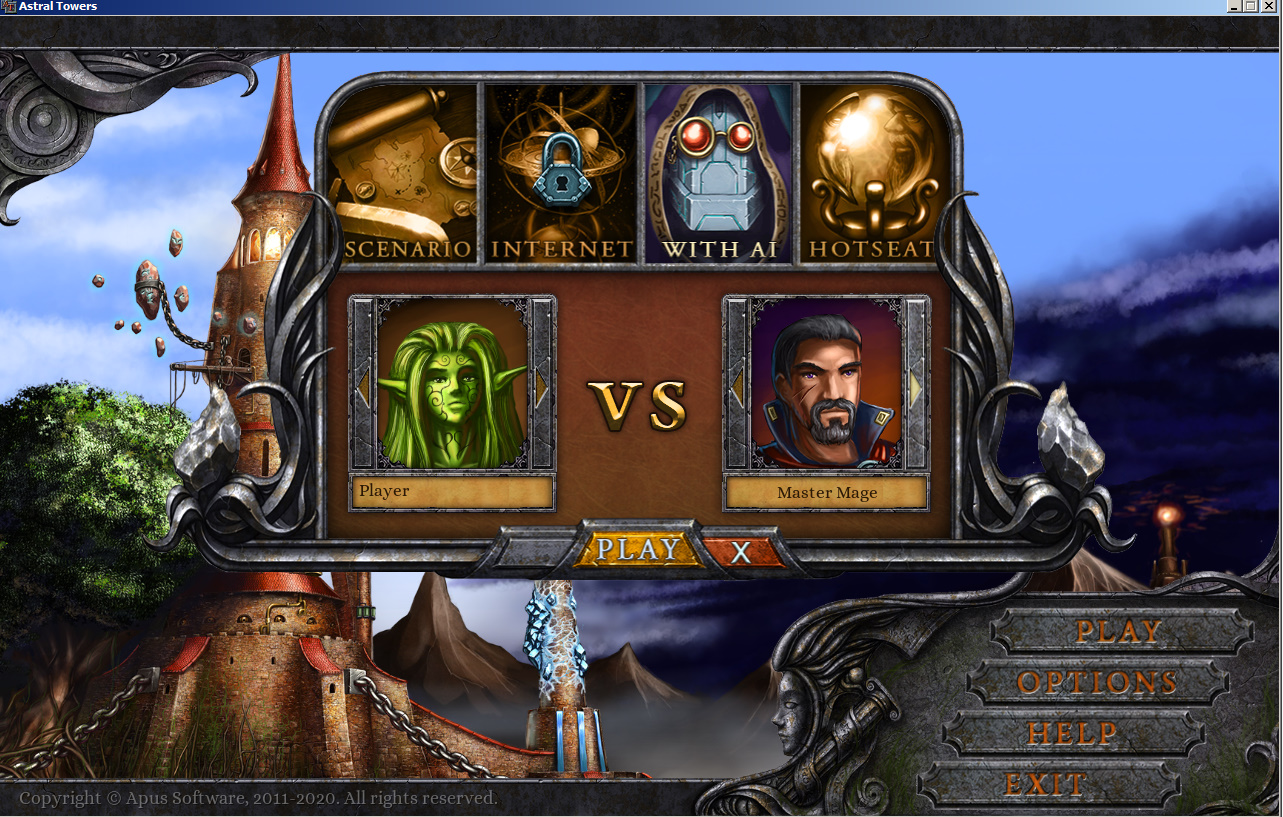 Astral Towers
SCENARIO
INTERNET
WITH AI
HOTSEAT
VS
Player
Master Mage
PLAY
X
PLAY
OPTIONS
HELP
EXIT
Copyright © Apus Software, 2011-2020. All rights reserved.